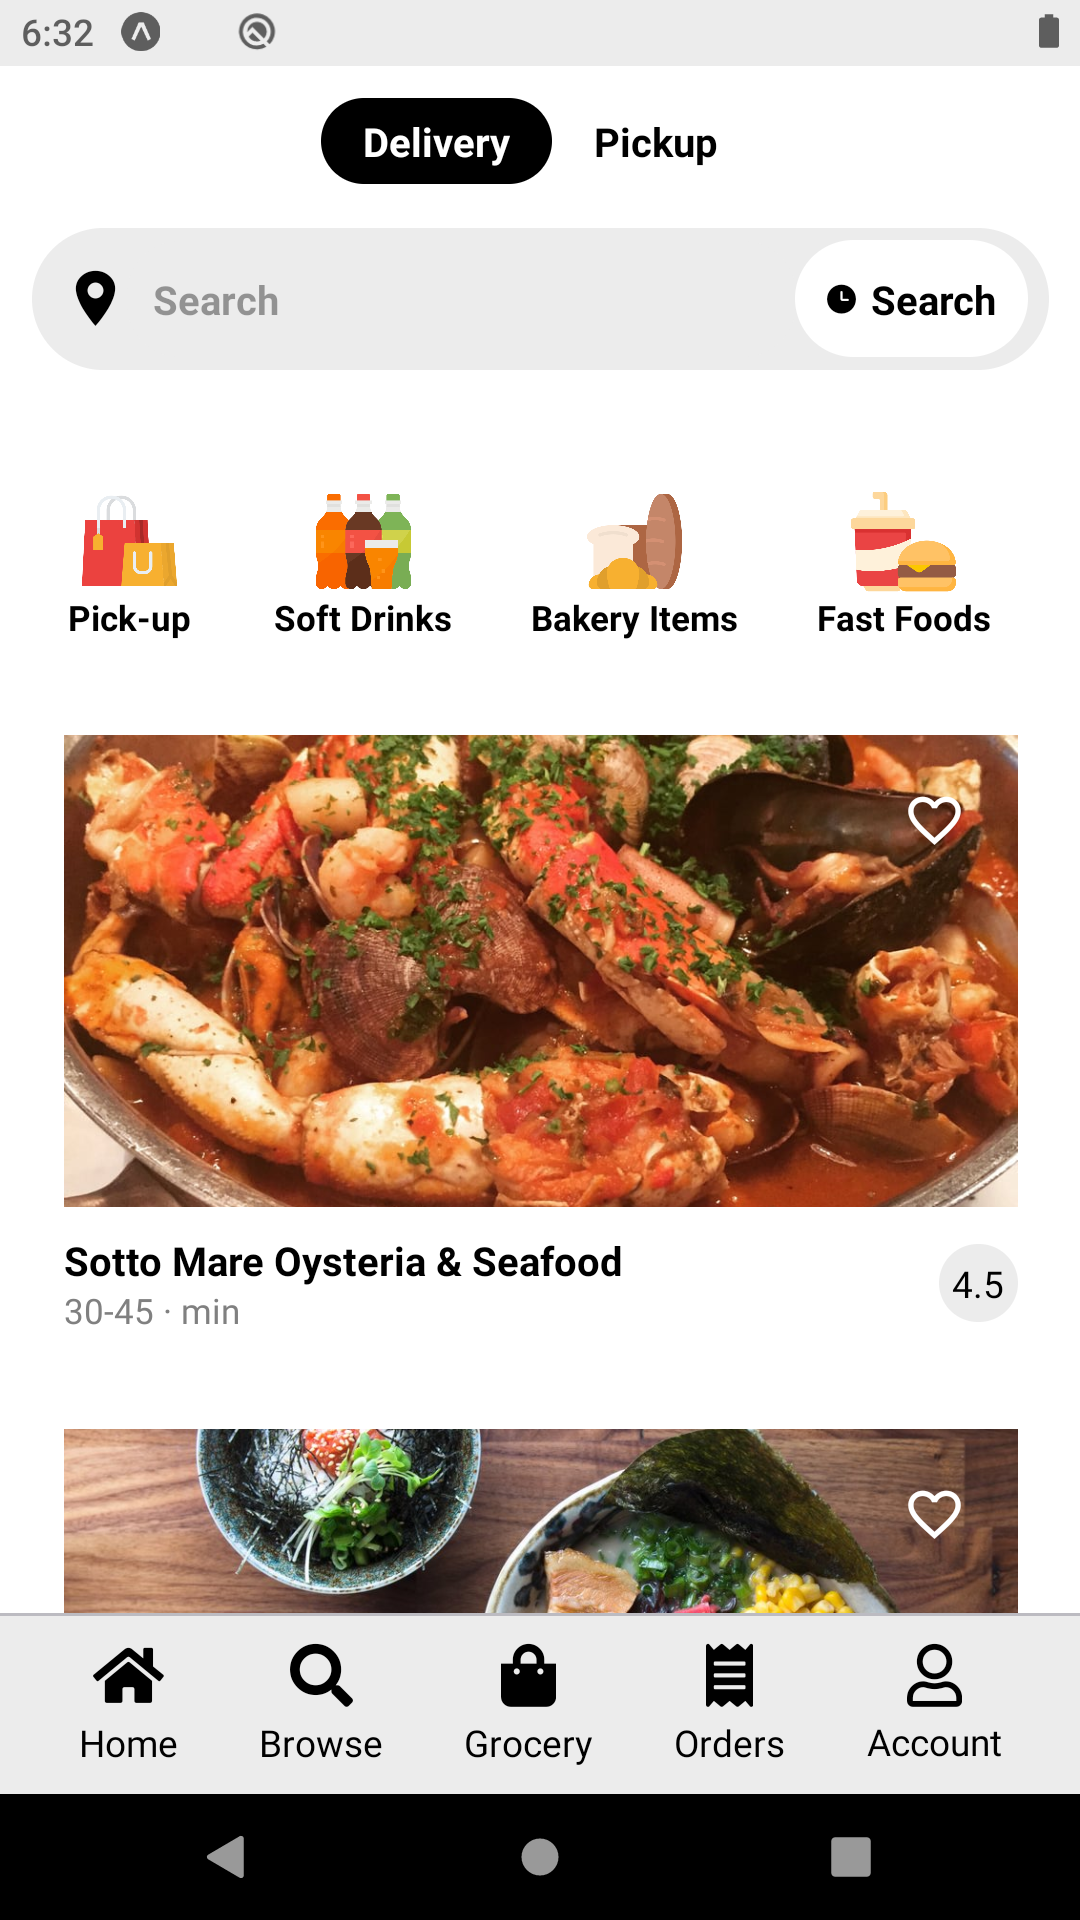 6:32
Delivery Pickup
Search Search
Pick-up Soft Drinks Bakery Items Fast Foods
Sotto Mare Oysteria & Seafood
30-45 · min
4.5
Home Browse Grocery Orders Account